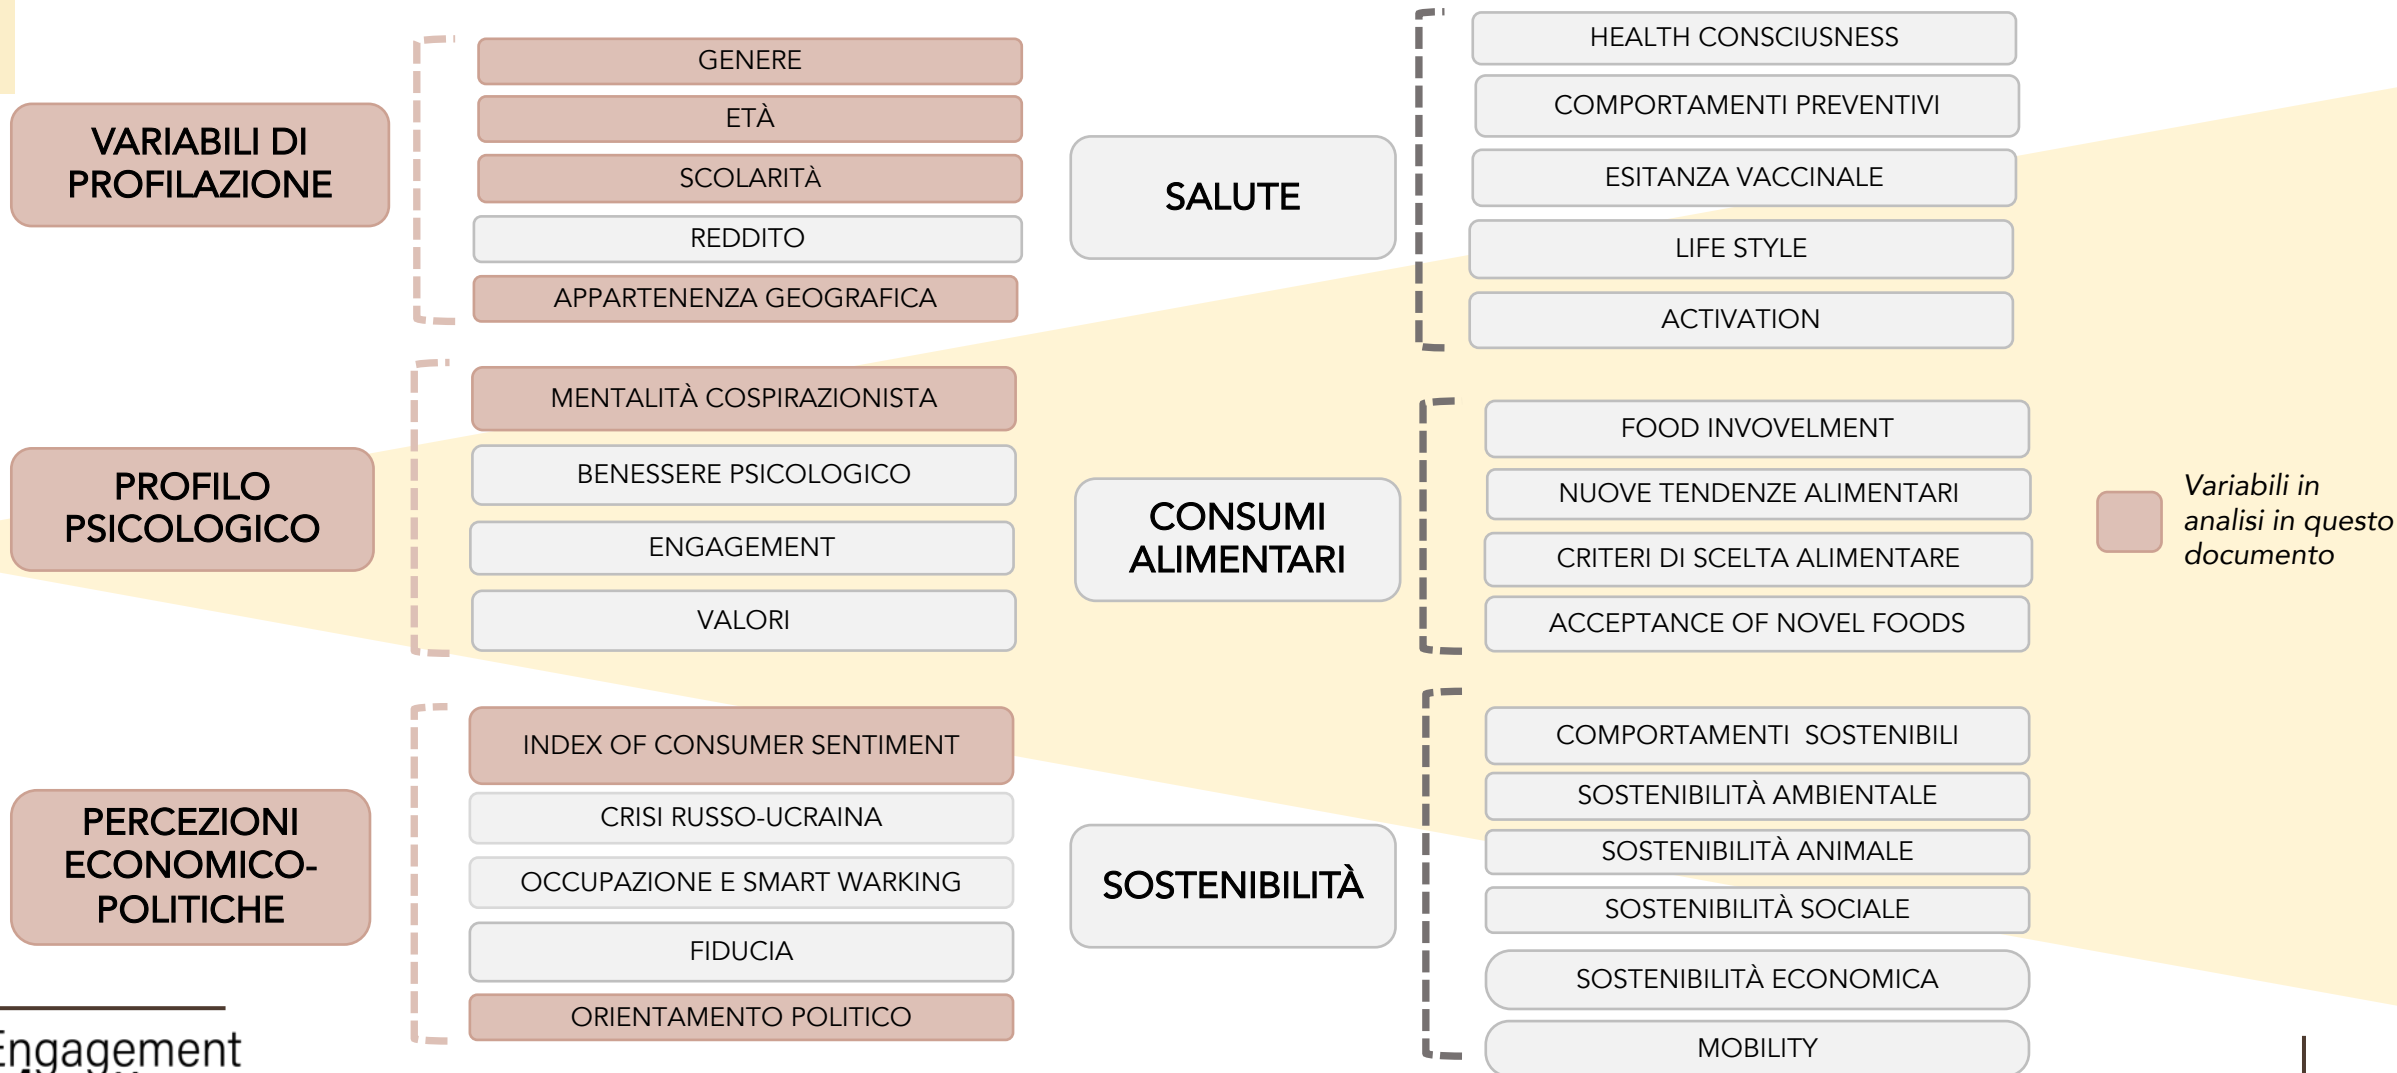 VARIABILI DI
PROFILAZIONE
GENERE
ETÀ
SCOLARITÀ
REDDITO
APPARTENENZA GEOGRAFICA
PROFILO
PSICOLOGICO
MENTALITÀ COSPIRAZIONISTA
BENESSERE PSICOLOGICO
ENGAGEMENT
VALORI
PERCEZIONI
ECONOMICO-
POLITICHE
INDEX OF CONSUMER SENTIMENT
CRISI RUSSO-UCRAINA
OCCUPAZIONE E SMART WARKING
FIDUCIA
ORIENTAMENTO POLITICO
SALUTE
HEALTH CONSCIUSNESS
COMPORTAMENTI PREVENTIVI
ESITANZA VACCINALE
LIFE STYLE
ACTIVATION
CONSUMI
ALIMENTARI
FOOD INVOVELMENT
NUOVE TENDENZE ALIMENTARI
CRITERI DI SCELTA ALIMENTARE
ACCEPTANCE OF NOVEL FOODS
SOSTENIBILITÀ
COMPORTAMENTI  SOSTENIBILI
SOSTENIBILITÀ AMBIENTALE
SOSTENIBILITÀ ANIMALE
SOSTENIBILITÀ SOCIALE
SOSTENIBILITÀ ECONOMICA
MOBILITY
Variabili in
analisi in questo
documento
Engagement